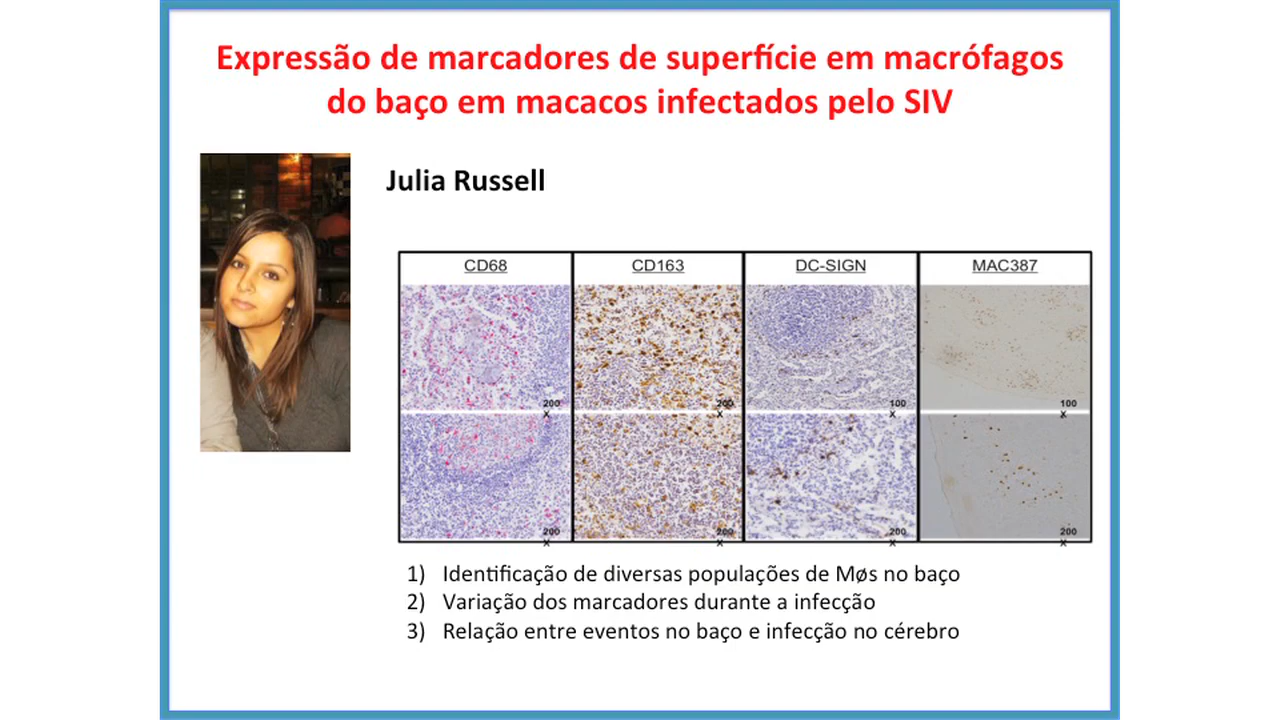 Expressão de marcadores de superfície em macrófagos
do baço em macacos infectados pelo SIV
Julia Russell
CD68 CD163 DC-SIGN MAC387
200 X 200 X 100 X 100 X
200 X 200 X 200 X 200 X
1) Identificação de diversas populações de Møs no baço
2) Variação dos marcadores durante a infecção
3) Relação entre eventos no baço e infecção no cérebro